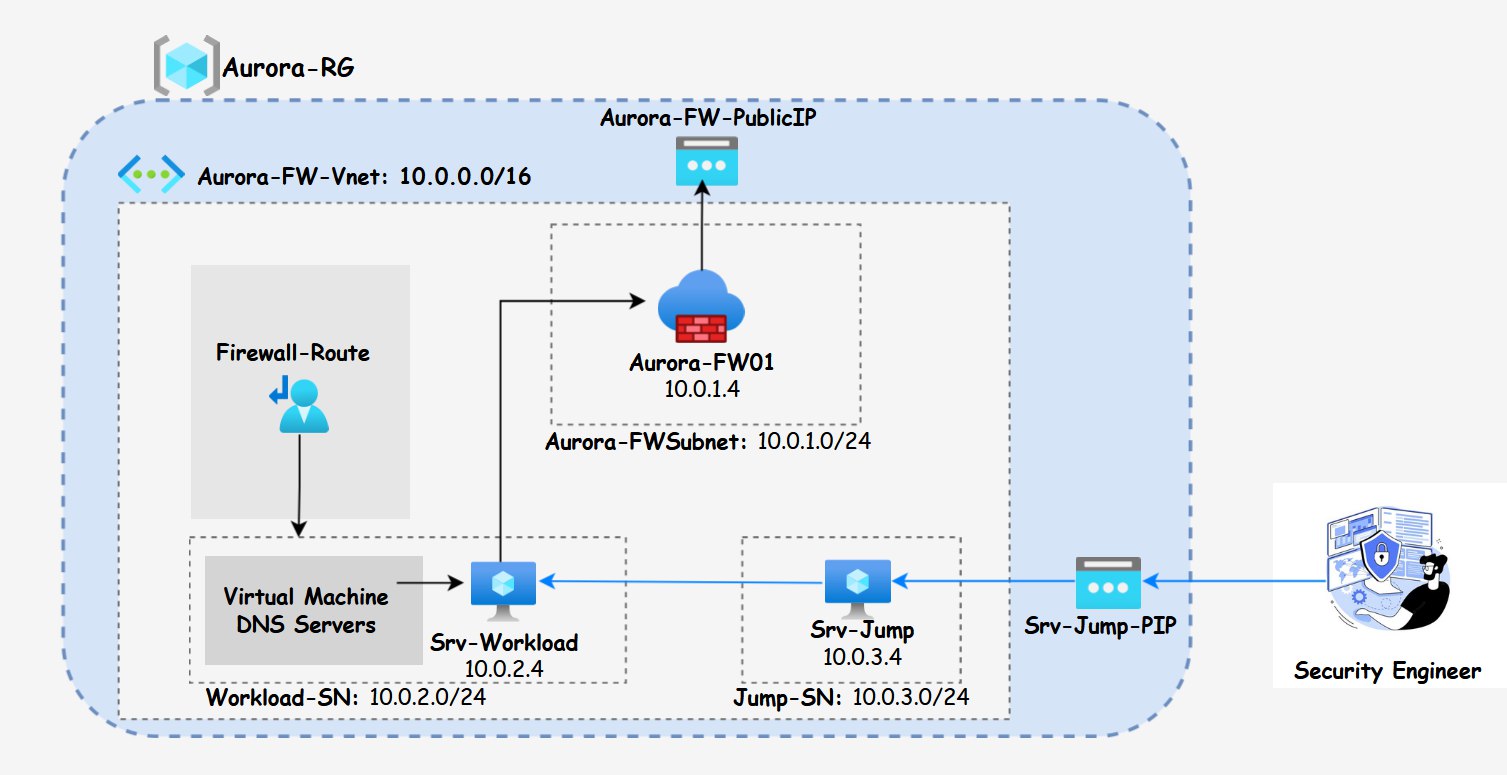 Aurora-RG
Aurora-FW-PublicIP
Aurora-FW-Vnet: 10.0.0.0/16
Firewall-Route
Aurora-FW01
10.0.1.4
Aurora-FWSubnet: 10.0.1.0/24
Virtual Machine
DNS Servers
Srv-Workload
10.0.2.4
Workload-SN: 10.0.2.0/24
Srv-Jump
10.0.3.4
Jump-SN: 10.0.3.0/24
Srv-Jump-PIP
Security Engineer